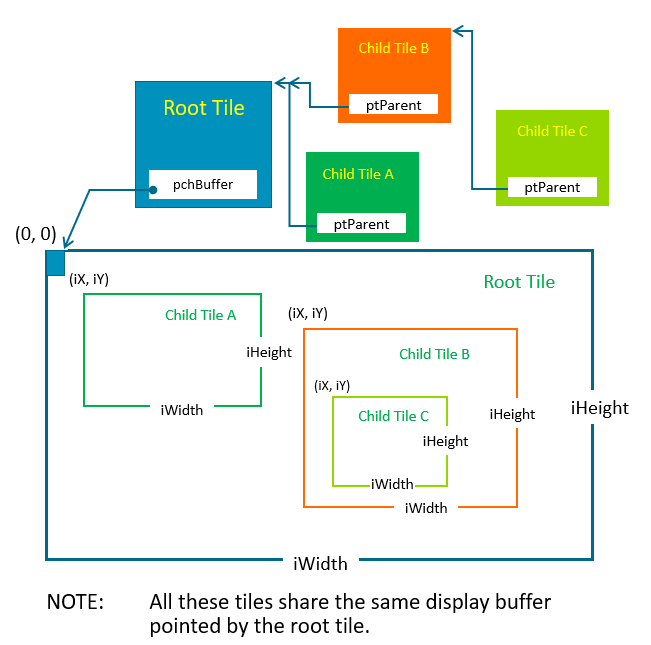 Child Tile B
ptParent
Root Tile
pchBuffer
Child Tile C
ptParent
Child Tile A
ptParent
(0, 0)
(iX, iY)
Root Tile
Child Tile A
(iX, iY)
iHeight
Child Tile B
(iX, iY)
iHeight
iHeight
Child Tile C
iHeight
iWidth
iWidth
iWidth
iWidth
NOTE: All these tiles share the same display buffer
pointed by the root tile.